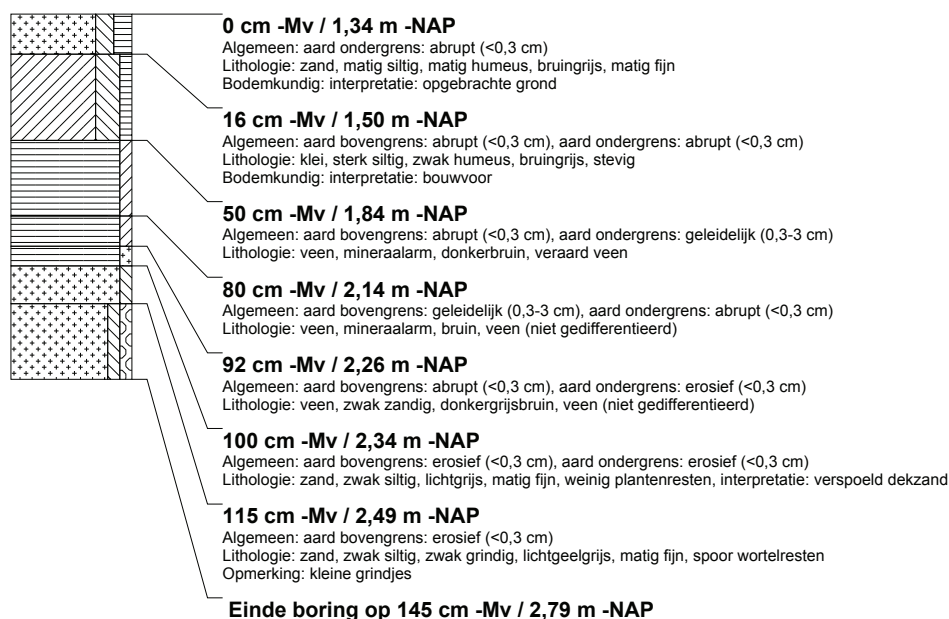 0 cm -Mv / 1,34 m -NAP
Algemeen: aard ondergrens: abrupt (<0,3 cm)
Lithologie: zand, matig siltig, matig humeus, bruingrijs, matig fijn
Bodemkundig: interpretatie: opgebrachte grond
16 cm -Mv / 1,50 m -NAP
Algemeen: aard bovengrens: abrupt (<0,3 cm), aard ondergrens: abrupt (<0,3 cm)
Lithologie: klei, sterk siltig, zwak humeus, bruingrijs, stevig
Bodemkundig: interpretatie: bouwvoor
50 cm -Mv / 1,84 m -NAP
Algemeen: aard bovengrens: abrupt (<0,3 cm), aard ondergrens: geleidelijk (0,3-3 cm)
Lithologie: veen, mineraalarm, donkerbruin, veraard veen
80 cm -Mv / 2,14 m -NAP
Algemeen: aard bovengrens: geleidelijk (0,3-3 cm), aard ondergrens: abrupt (<0,3 cm)
Lithologie: veen, mineraalarm, bruin, veen (niet gedifferentieerd)
92 cm -Mv / 2,26 m -NAP
Algemeen: aard bovengrens: abrupt (<0,3 cm), aard ondergrens: erosief (<0,3 cm)
Lithologie: veen, zwak zandig, donkergrijsbruin, veen (niet gedifferentieerd)
100 cm -Mv / 2,34 m -NAP
Algemeen: aard bovengrens: erosief (<0,3 cm), aard ondergrens: erosief (<0,3 cm)
Lithologie: zand, zwak siltig, lichtgrijs, matig fijn, weinig plantenresten, interpretatie: verspoeld dekzand
115 cm -Mv / 2,49 m -NAP
Algemeen: aard bovengrens: erosief (<0,3 cm)
Lithologie: zand, zwak siltig, zwak grindig, lichtgeelgrijs, matig fijn, spoor wortelresten
Opmerking: kleine grindjes
Einde boring op 145 cm -Mv / 2,79 m -NAP